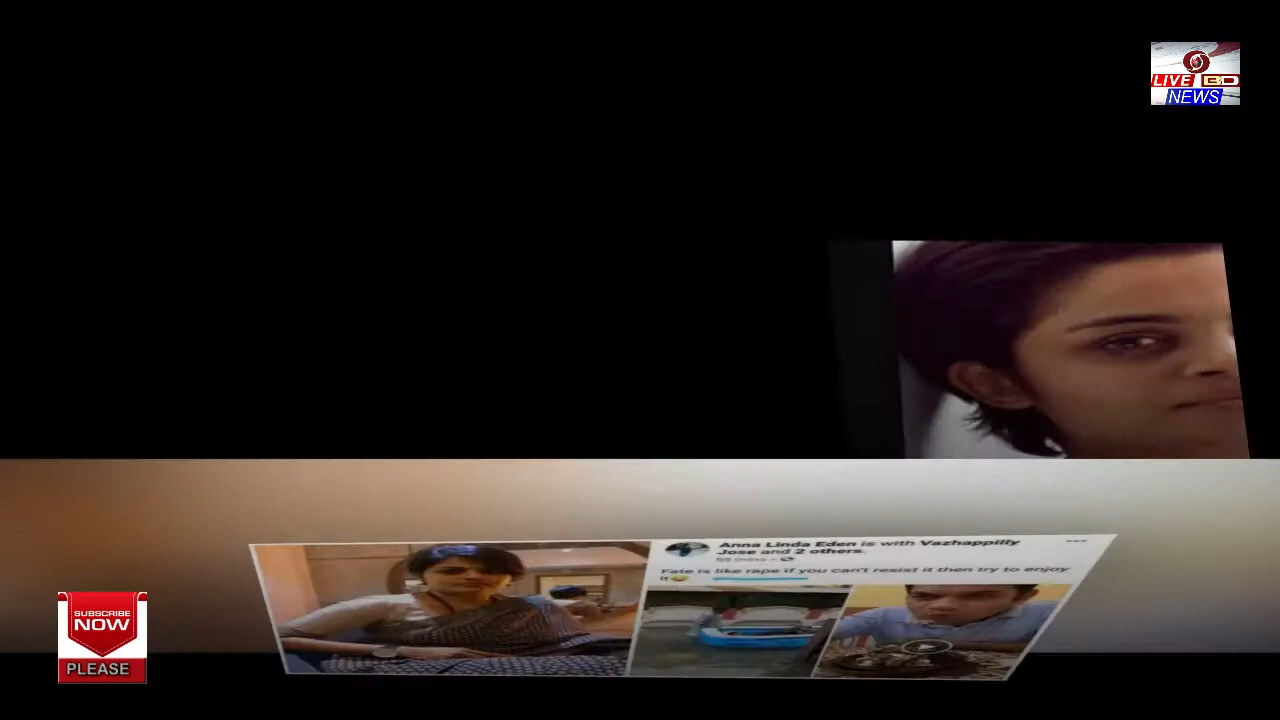 LIVE BD
NEWS
Anna Linda Eden is with Vazhappilly
Jose and 2 others.
Fate is like rape if you can't resist it then try to enjoy
it
SUBSCRIBE
NOW
PLEASE